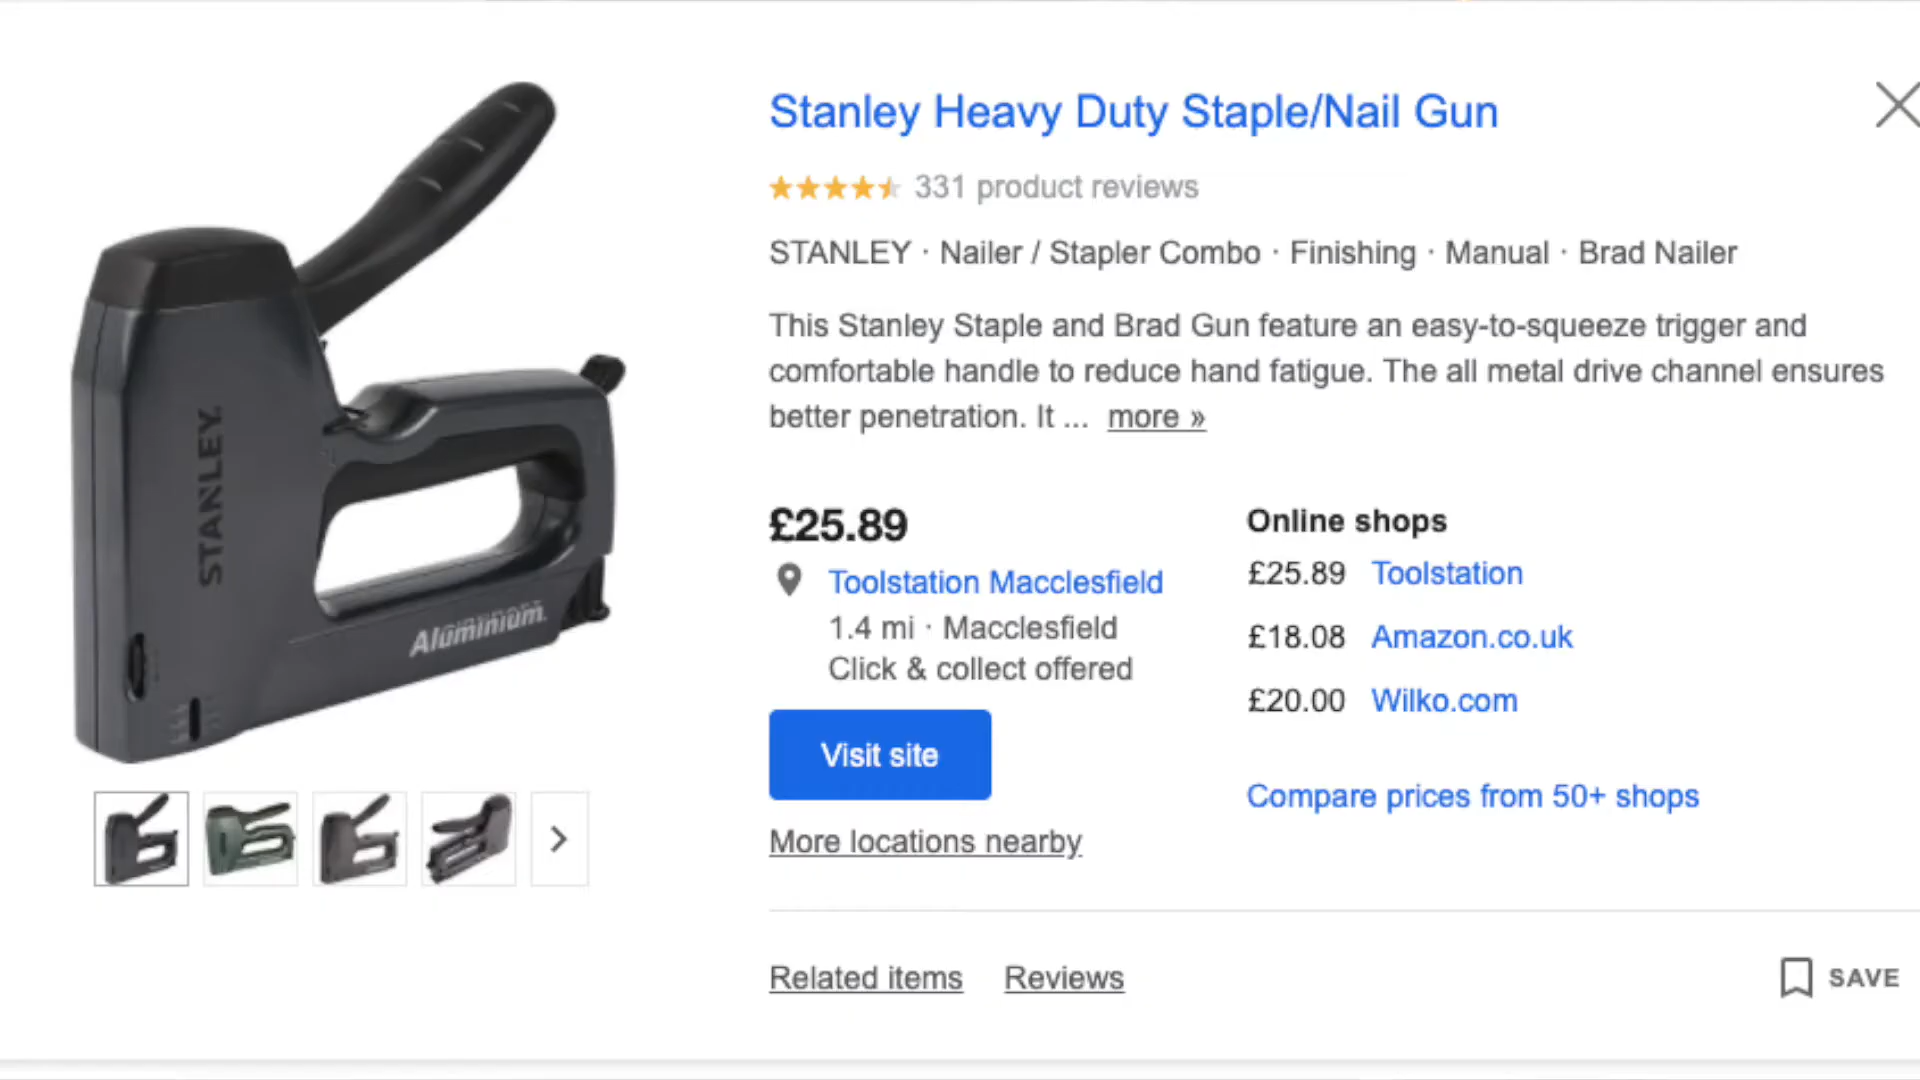 Stanley Heavy Duty Staple/Nail Gun
331 product reviews
STANLEY · Nailer / Stapler Combo · Finishing · Manual · Brad Nailer
This Stanley Staple and Brad Gun feature an easy-to-squeeze trigger and
comfortable handle to reduce hand fatigue. The all metal drive channel ensures
better penetration. It ... more »
STANLEY.
Aluminium.
£25.89
Toolstation Macclesfield
1.4 mi · Macclesfield
Click & collect offered
Visit site
More locations nearby
Online shops
£25.89 Toolstation
£18.08 Amazon.co.uk
£20.00 Wilko.com
Compare prices from 50+ shops
Related items Reviews
SAVE